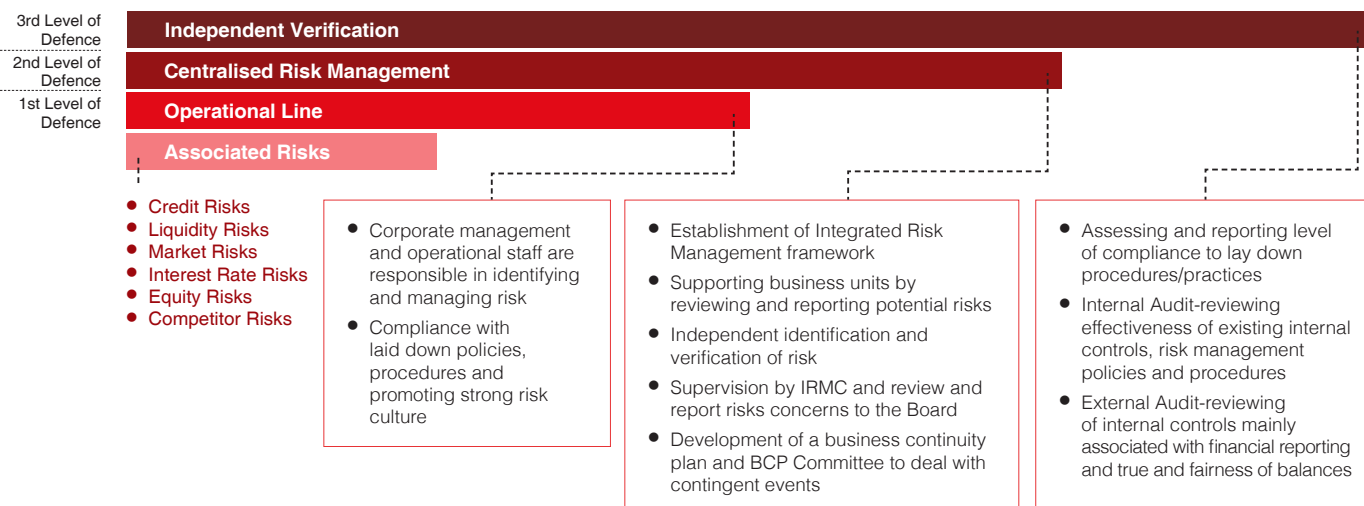 3rd Level of
Defence
Independent Verification
2nd Level of
Defence
Centralised Risk Management
1st Level of
Defence
Operational Line
Associated Risks
• Credit Risks
• Liquidity Risks
• Market Risks
• Interest Rate Risks
• Equity Risks
• Competitor Risks
• Corporate management
and operational staff are
responsible in identifying
and managing risk
• Compliance with
laid down policies,
procedures and
promoting strong risk
culture
• Establishment of Integrated Risk
Management framework
• Supporting business units by
reviewing and reporting potential risks
• Independent identification and
verification of risk
• Supervision by IRMC and review and
report risks concerns to the Board
• Development of a business continuity
plan and BCP Committee to deal with
contingent events
• Assessing and reporting level
of compliance to lay down
procedures/practices
• Internal Audit-reviewing
effectiveness of existing internal
controls, risk management
policies and procedures
• External Audit-reviewing
of internal controls mainly
associated with financial reporting
and true and fairness of balances